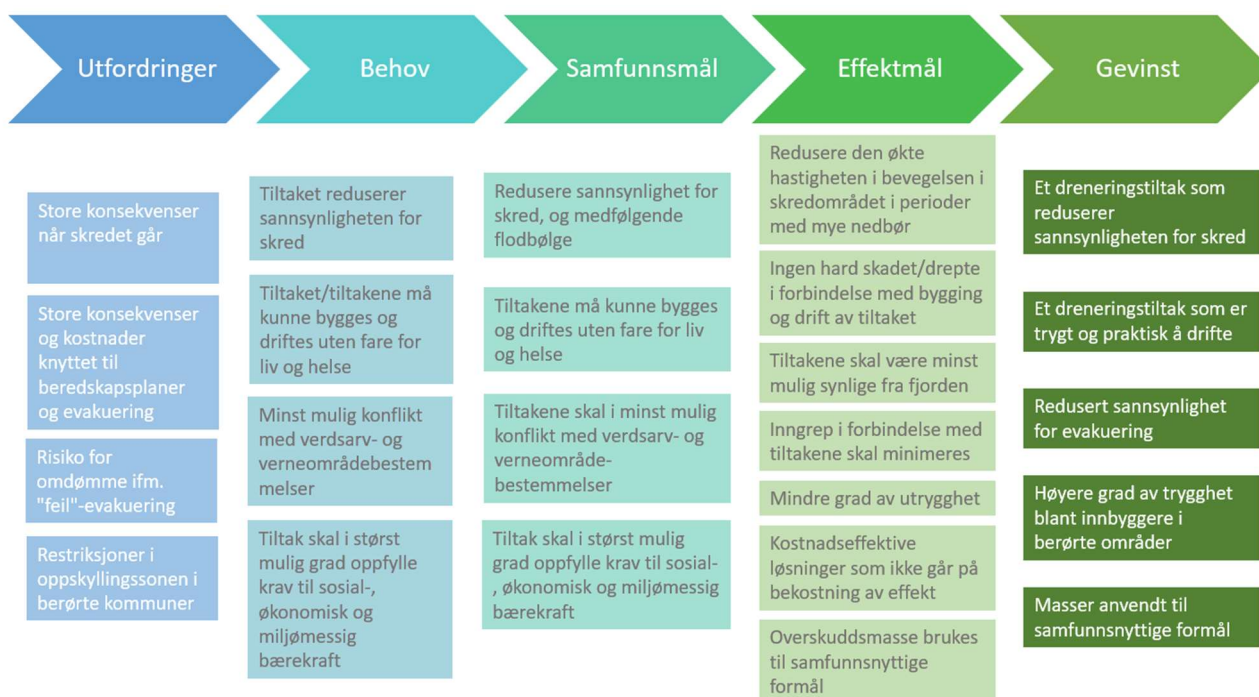 Utfordringer
Behov
Samfunnsmål
Effektmål
Gevinst
Store konsekvenser
når skredet går
Store konsekvenser
og kostnader
knyttet til
beredskapsplaner
og evakuering
Risiko for
omdømme ifm.
"feil"-evakuering
Restriksjoner i
oppskyllingssonen i
berørte kommuner
Tiltaket reduserer
sannsynligheten for
skred
Tiltaket/tiltakene må
kunne bygges og
driftes uten fare for
liv og helse
Minst mulig konflikt
med verdsarv- og
verneområdebestem
melser
Tiltak skal i størst
mulig grad oppfylle
krav til sosial-,
økonomisk og
miljømessig
bærekraft
Redusere sannsynlighet for
skred, og medfølgende
flodbølge
Tiltakene må kunne bygges
og driftes uten fare for liv
og helse
Tiltakene skal i minst mulig
konflikt med verdsarv- og
verneområde-
bestemmelser
Tiltak skal i størst mulig
grad oppfylle krav til sosial-
, økonomisk og miljømessig
bærekraft
Redusere den økte
hastigheten i bevegelsen i
skredområdet i perioder
med mye nedbør
Ingen hard skadet/drepte
i forbindelse med bygging
og drift av tiltaket
Tiltakene skal være minst
mulig synlige fra fjorden
Inngrep i forbindelse med
tiltakene skal minimeres
Mindre grad av utrygghet
Kostnadseffektive
løsninger som ikke går på
bekostning av effekt
Overskuddsmasse brukes
til samfunnsnyttige
formål
Et dreneringstiltak som
reduserer
sannsynligheten for skred
Et dreneringstiltak som er
trygt og praktisk å drifte
Redusert sannsynlighet
for evakuering
Høyere grad av trygghet
blant innbyggere i
berørte områder
Masser anvendt til
samfunnsnyttige formål